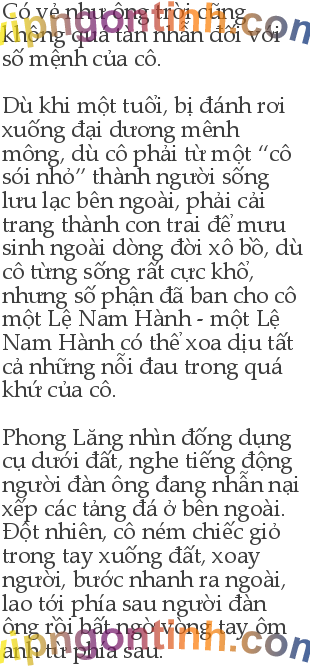 Có vẻ như ông trời cũng
không quá tàn nhẫn đối với
số mệnh của cô.
Dù khi một tuổi, bị đánh rơi
xuống đại dương mênh
mông, dù cô phải từ một “cô
sói nhỏ” thành người sống
lưu lạc bên ngoài, phải cải
trang thành con trai để mưu
sinh ngoài dòng đời xô bồ, dù
cô từng sống rất cực khổ,
nhưng số phận đã ban cho cô
một Lệ Nam Hành - một Lệ
Nam Hành có thể xoa dịu tất
cả những nỗi đau trong quá
khứ của cô.
Phong Lăng nhìn đống dụng
cụ dưới đất, nghe tiếng động
người đàn ông đang nhẫn nại
xếp các tảng đá ở bên ngoài.
Đột nhiên, cô ném chiếc giỏ
trong tay xuống đất, xoay
người, bước nhanh ra ngoài,
lao tới phía sau người đàn
ông rồi bất ngờ vòng tay ôm
anh từ phía sau.
vipngontinh.com
vipngontinh.com